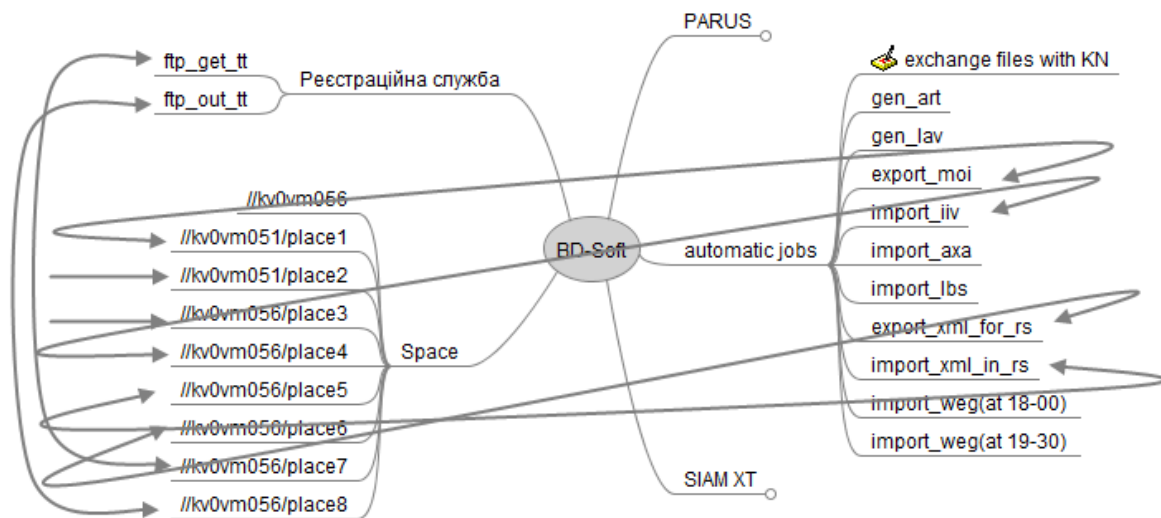 PARUS
ftp_get_tt
ftp_out_tt
Реєстраційна служба
exchange files with KN
gen_art
gen_lav
export_moi
import_iiv
import_axa
import_lbs
export_xml_for_rs
import_xml_in_rs
import_weg(at 18-00)
import_weg(at 19-30)
automatic jobs
BD-Soft
//kv0vm056
//kv0vm051/place1
//kv0vm051/place2
//kv0vm056/place3
//kv0vm056/place4
//kv0vm056/place5
//kv0vm056/place6
//kv0vm056/place7
//kv0vm056/place8
Space
SIAM XT